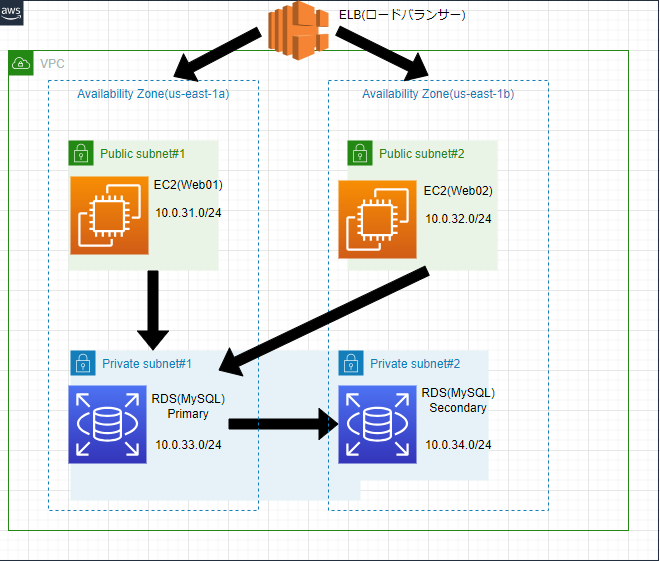 aws
ELB(ロードバランサー)
VPC
Availability Zone(us-east-1a)
Availability Zone(us-east-1b)
Public subnet#1
Public subnet#2
EC2(Web01)
10.0.31.0/24
EC2(Web02)
10.0.32.0/24
Private subnet#1
Private subnet#2
RDS(MySQL)
Primary
10.0.33.0/24
RDS(MySQL)
Secondary
10.0.34.0/24